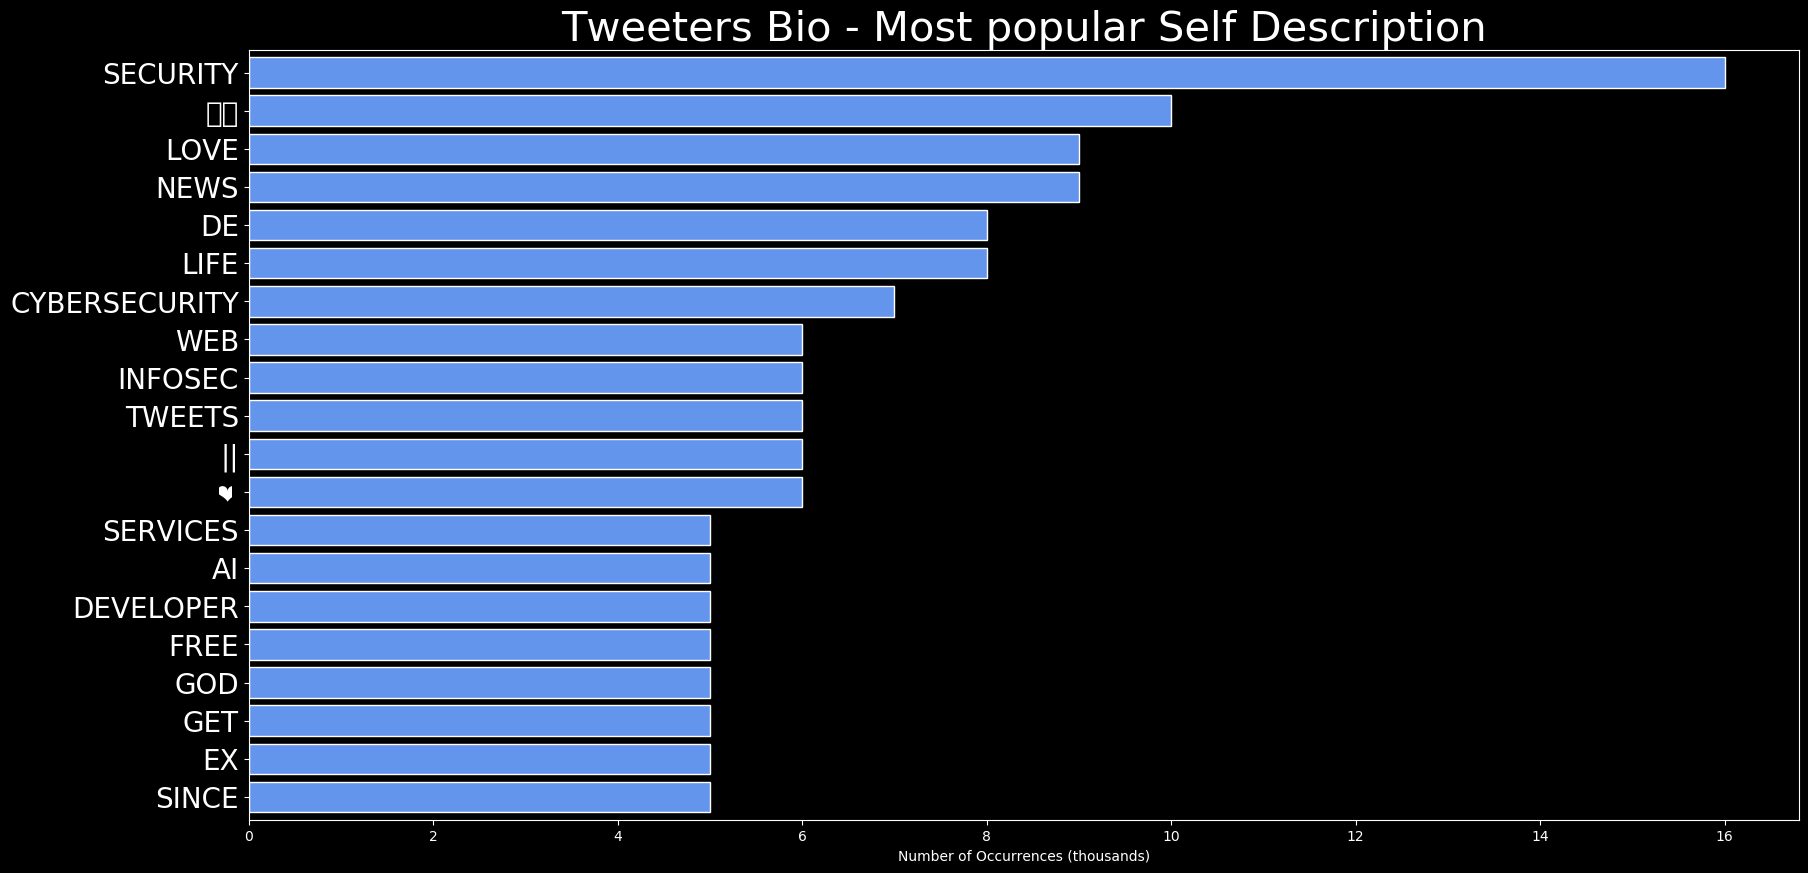 Tweeters Bio - Most popular Self Description
SECURITY
LOVE
NEWS
DE
LIFE
CYBERSECURITY
WEB
INFOSEC
TWEETS
||
❤
SERVICES
AI
DEVELOPER
FREE
GOD
GET
EX
SINCE
0 2 4 6 8 10 12 14 16
Number of Occurrences (thousands)